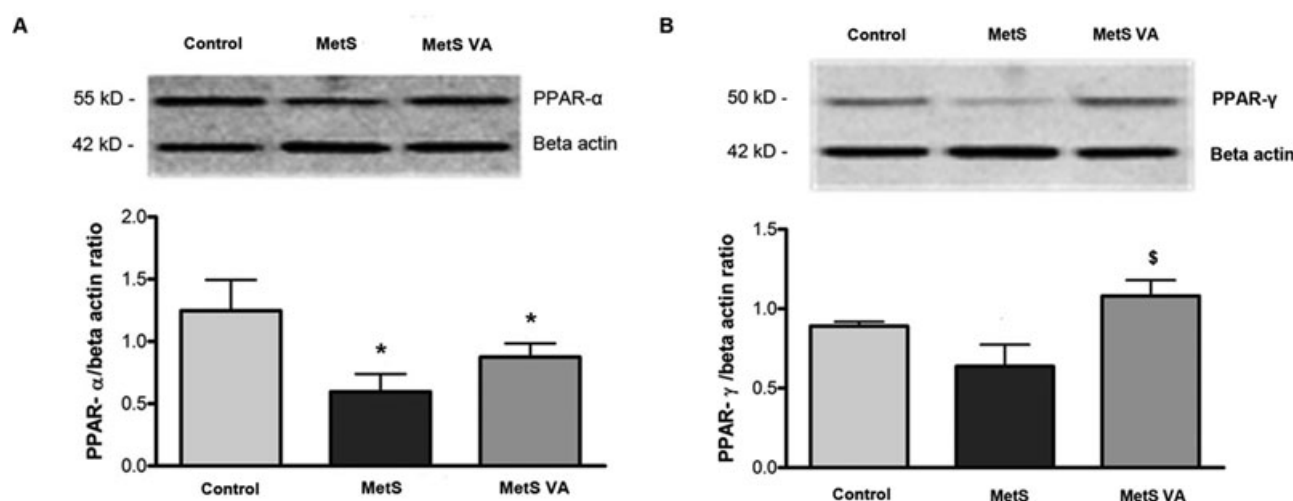 A
Control MetS MetS VA
55 kD - PPAR-α
42 kD - Beta actin
PPAR- α/beta actin ratio
2.0
1.5
1.0
0.5
0.0
*
*
Control MetS MetS VA
B
Control MetS MetS VA
50 kD - PPAR-γ
42 kD - Beta actin
PPAR- γ /beta actin ratio
1.5
1.0
0.5
0.0
$
Control MetS MetS VA